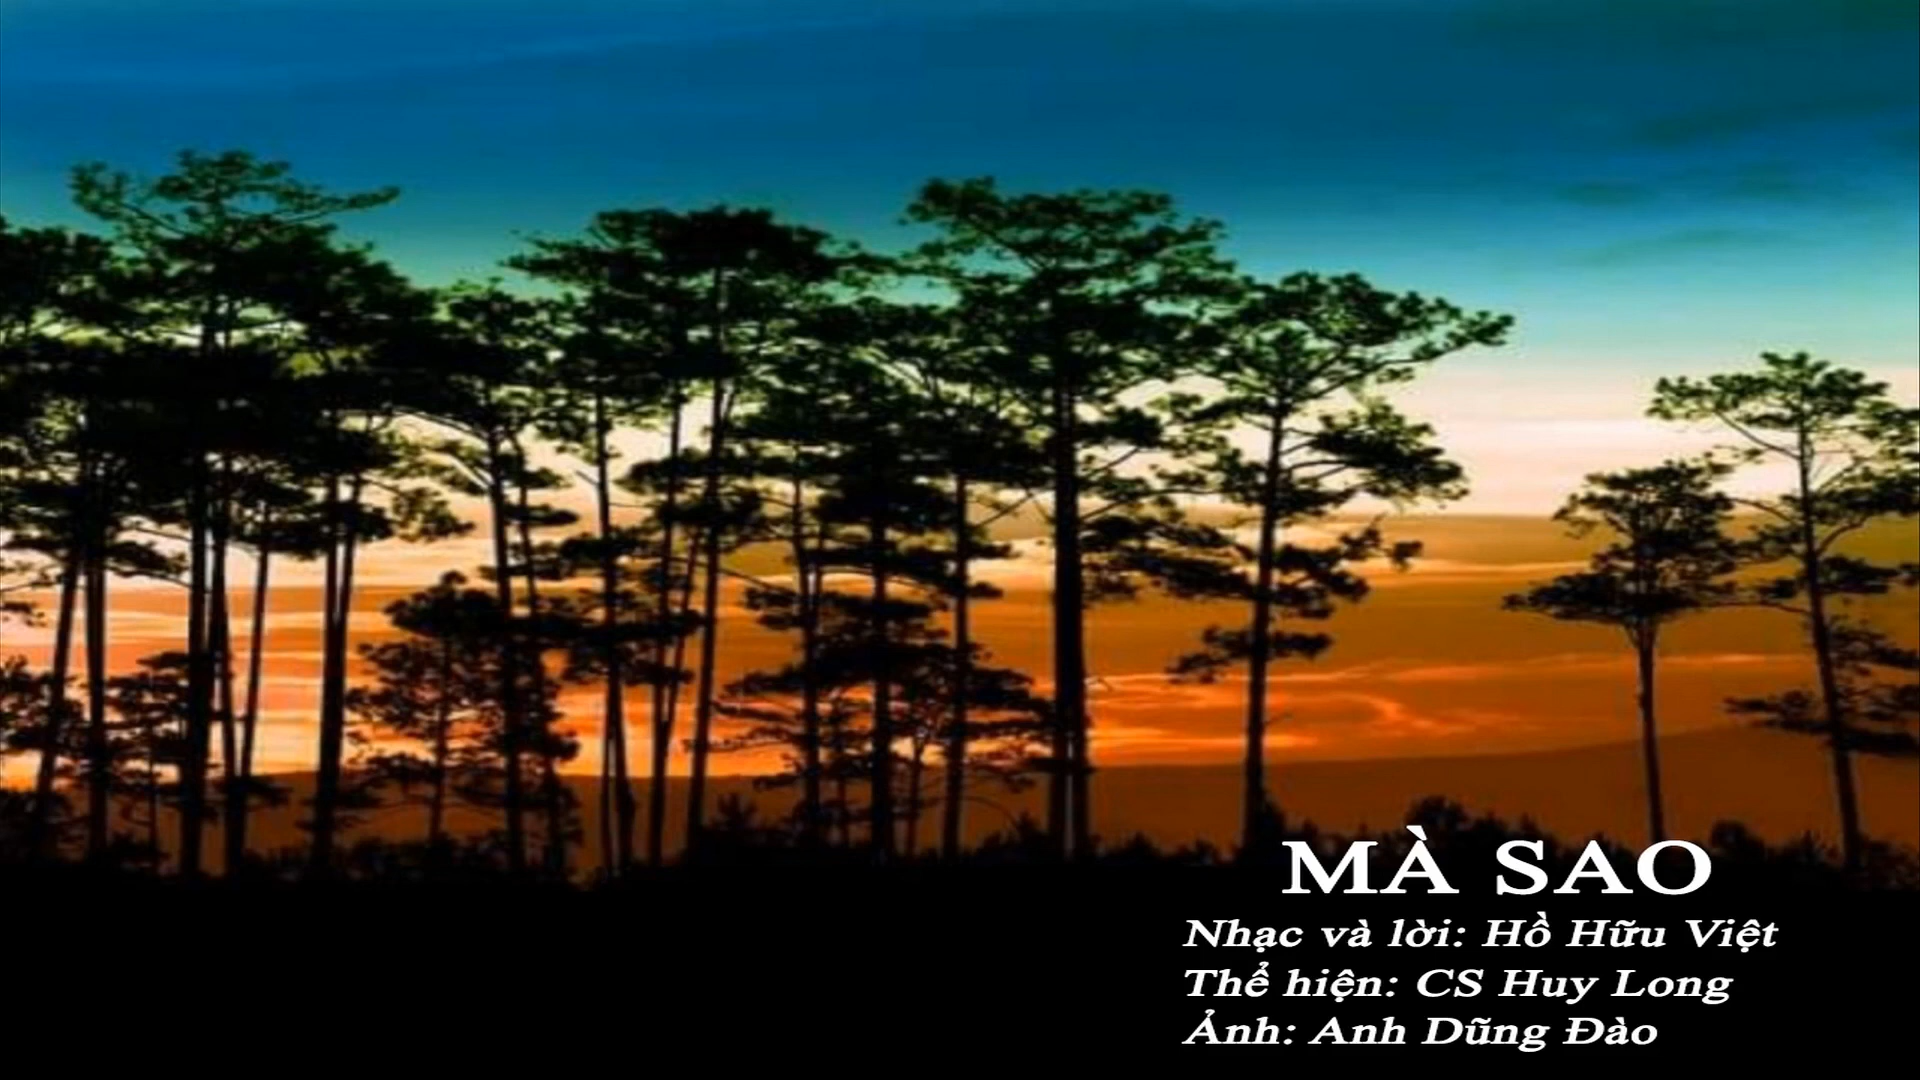 MÀ SAO
Nhạc và lời: Hồ Hữu Việt
Thể hiện: CS Huy Long
Ảnh: Anh Dũng Đào